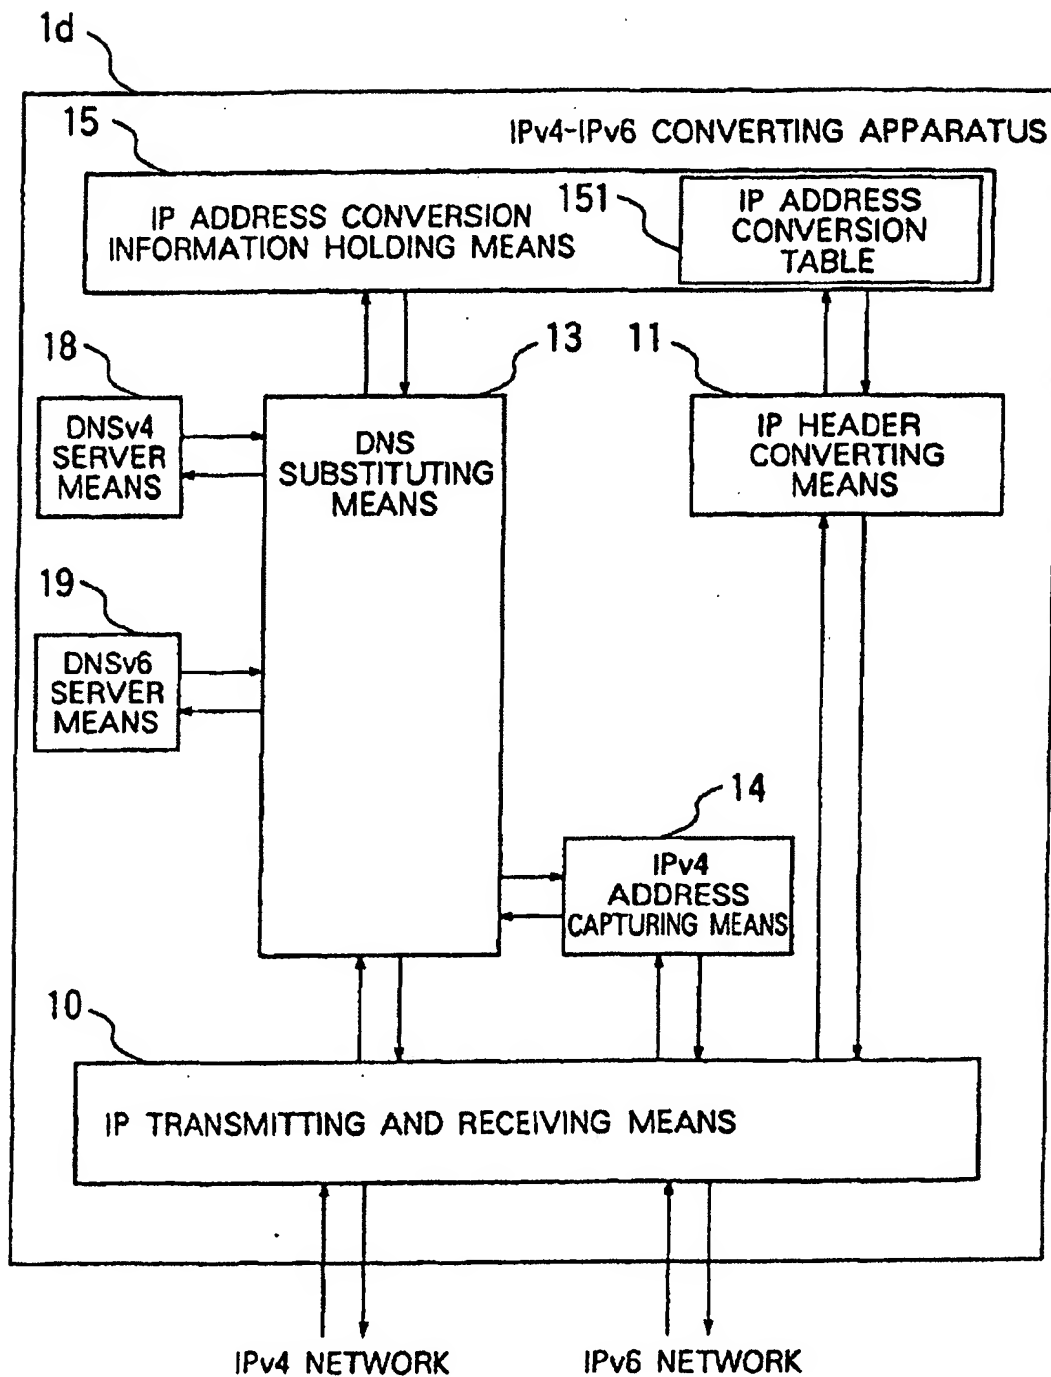 1d
15
IPv4-IPv6 CONVERTING APPARATUS
IP ADDRESS CONVERSION
INFORMATION HOLDING MEANS
151
IP ADDRESS
CONVERSION
TABLE
18
13
11
DNSv4
SERVER
MEANS
DNS
SUBSTITUTING
MEANS
IP HEADER
CONVERTING
MEANS
19
DNSv6
SERVER
MEANS
14
IPv4
ADDRESS
CAPTURING MEANS
10
IP TRANSMITTING AND RECEIVING MEANS
IPv4 NETWORK
IPv6 NETWORK